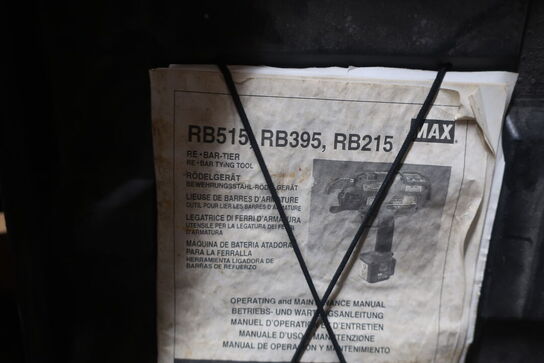 RB515, RB395, RB215
MAX
RE・BAR-TIER
RE・BAR TYING TOOL
RÖDELGERÄT
BEWEHRUNGSSTAHL-RÖDELGERÄT
LIEUSE DE BARRES D'ARMATURE
OUTIL POUR LIER LES BARRES D'ARMATURE
LEGATRICE DI FERRI D'ARMATURA
UTENSILE PER LA LEGATURA DEI FERRI
D'ARMATURA
MAQUINA DE BATERIA ATADORA
PARA LA FERRALLA
HERRAMIENTA LIGADORA DE
BARRAS DE REFUERZO
OPERATING and MAINTENANCE MANUAL
BETRIEBS- UND WARTUNGSANLEITUNG
MANUEL D'OPERATION ET D'ENTRETIEN
MANUALE D'USO E MANUTENZIONE
MANUAL DE OPERACIÓN Y MANTENIMIENTO